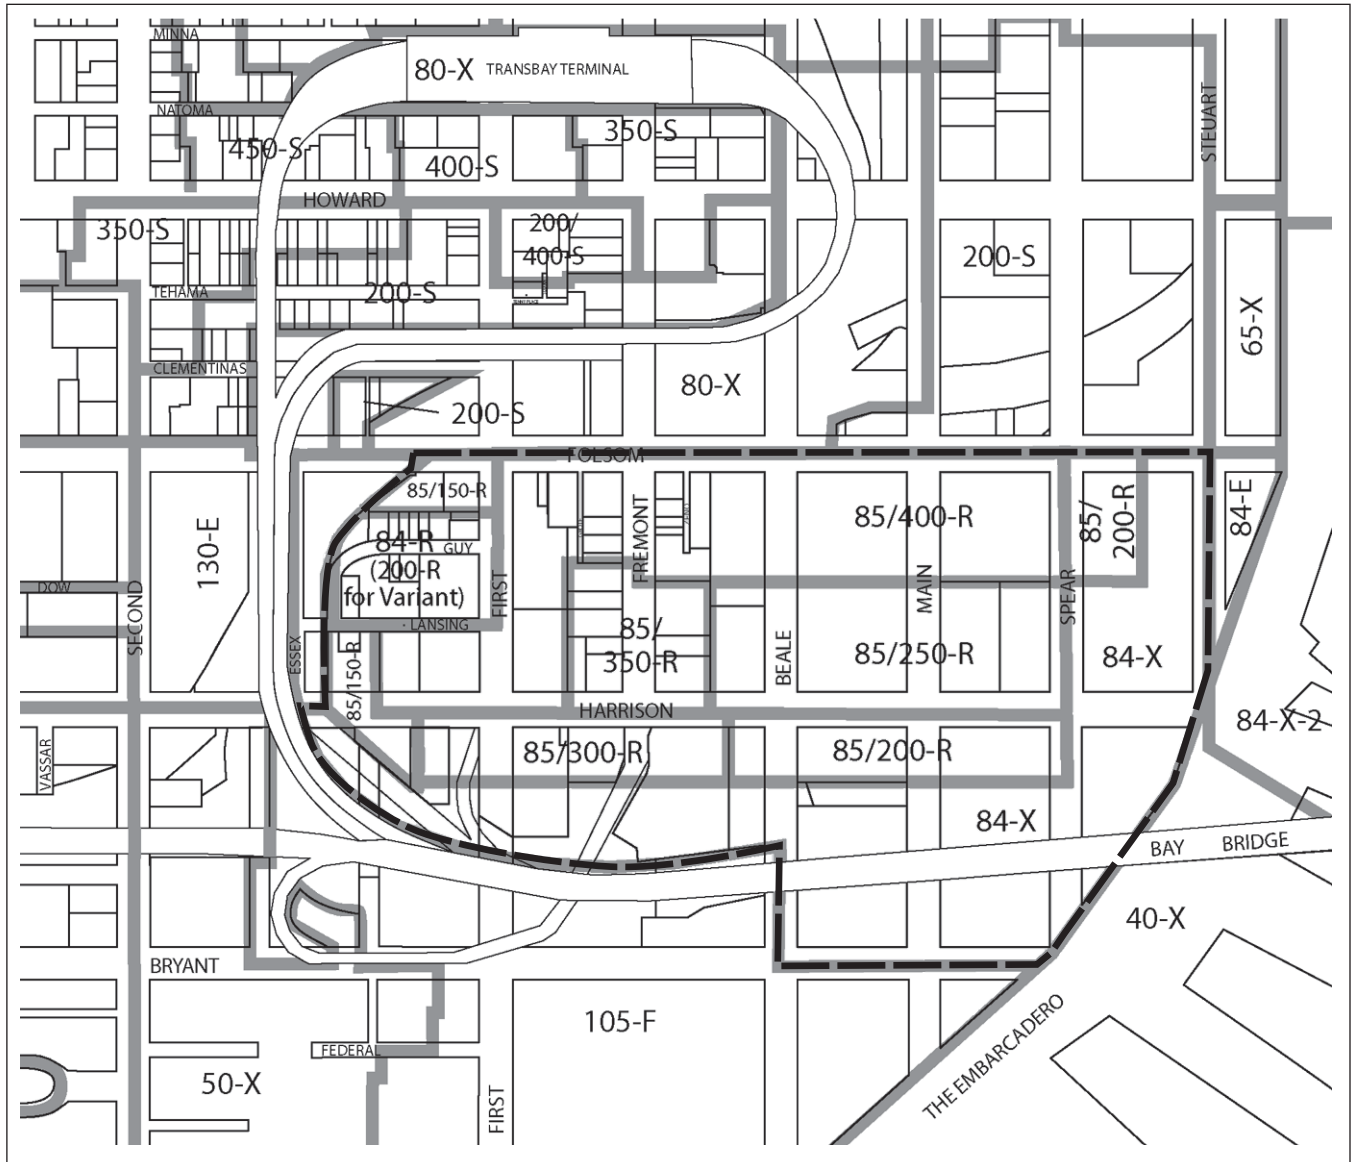 MINNA
80-X TRANSBAY TERMINAL
NATOMA
STEUART
450-S
350-S
400-S
HOWARD
350-S
200/
400-S
200-S
TEHAMA
200-S
65-X
CLEMENTINAS
80-X
200-S
FOLSOM
85/150-R
84-R
GUY
(200-R
for Variant)
130-E
FREMONT
85/400-R
85/
200-R
84-E
DOW
SECOND
FIRST
MAIN
SPEAR
LANSING
ESSEX
85/150-R
85/
350-R
BEALE
85/250-R
84-X
HARRISON
84-X-2
VASSAR
85/300-R
85/200-R
84-X
BAY BRIDGE
40-X
BRYANT
105-F
FEDERAL
50-X
FIRST
THE EMBARCADERO